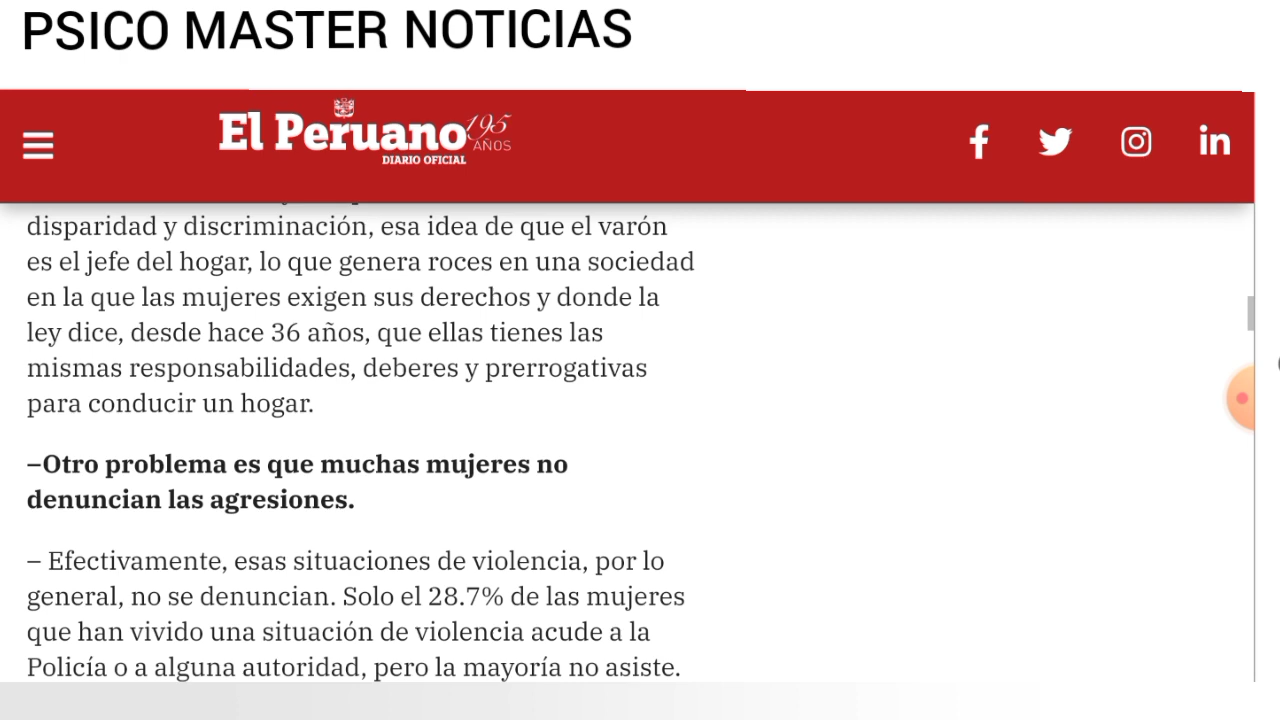 PSICO MASTER NOTICIAS
El Peruano 195 AÑOS
DIARIO OFICIAL
disparidad y discriminación, esa idea de que el varón
es el jefe del hogar, lo que genera roces en una sociedad
en la que las mujeres exigen sus derechos y donde la
ley dice, desde hace 36 años, que ellas tienes las
mismas responsabilidades, deberes y prerrogativas
para conducir un hogar.
–Otro problema es que muchas mujeres no
denuncian las agresiones.
– Efectivamente, esas situaciones de violencia, por lo
general, no se denuncian. Solo el 28.7% de las mujeres
que han vivido una situación de violencia acude a la
Policía o a alguna autoridad, pero la mayoría no asiste.